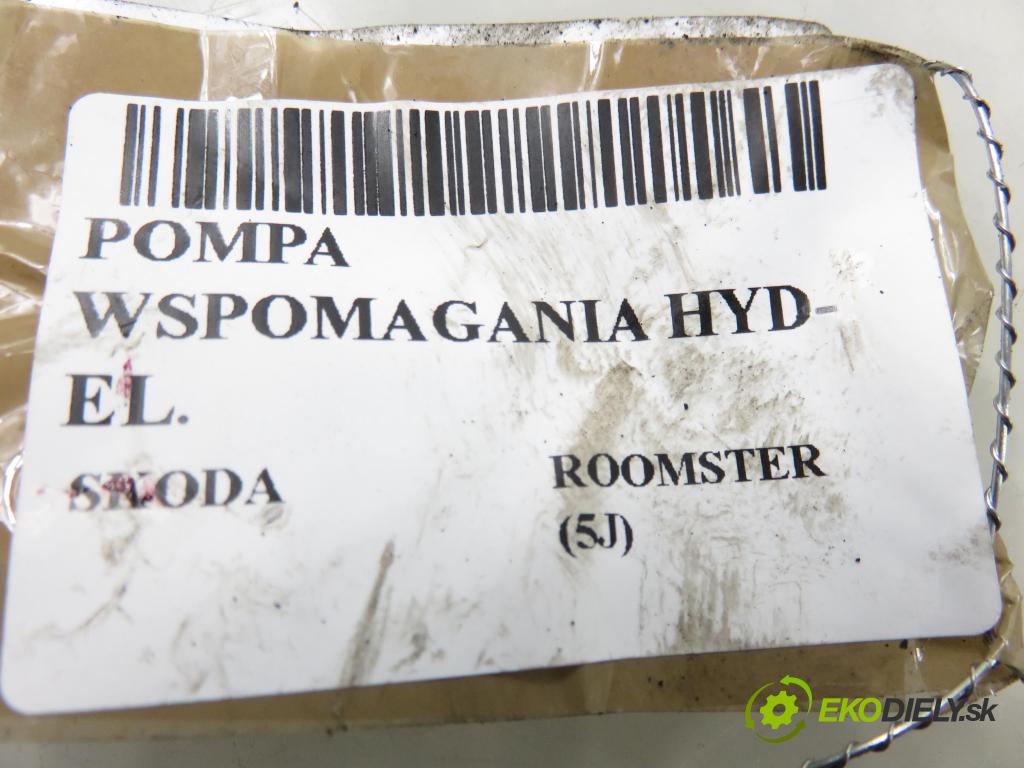 POMPA
WSPOMAGANIA HYD-
EL.
SKODA ROOMSTER
(5J)
EKODIELY.sk